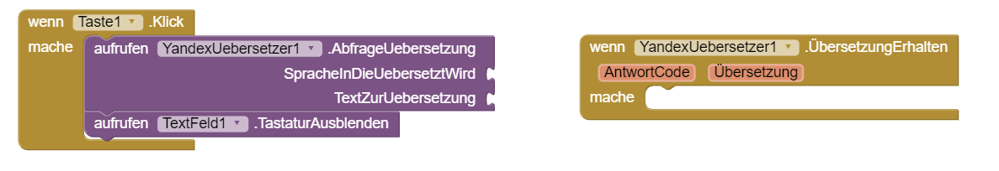 wenn Taste1 .Klick
mache aufrufen YandexUebersetzer1 .AbfrageUebersetzung
SpracheInDieUebersetztWird
TextZurUebersetzung
aufrufen TextFeld1 .TastaturAusblenden
wenn YandexUebersetzer1 .ÜbersetzungErhalten
AntwortCode Übersetzung
mache